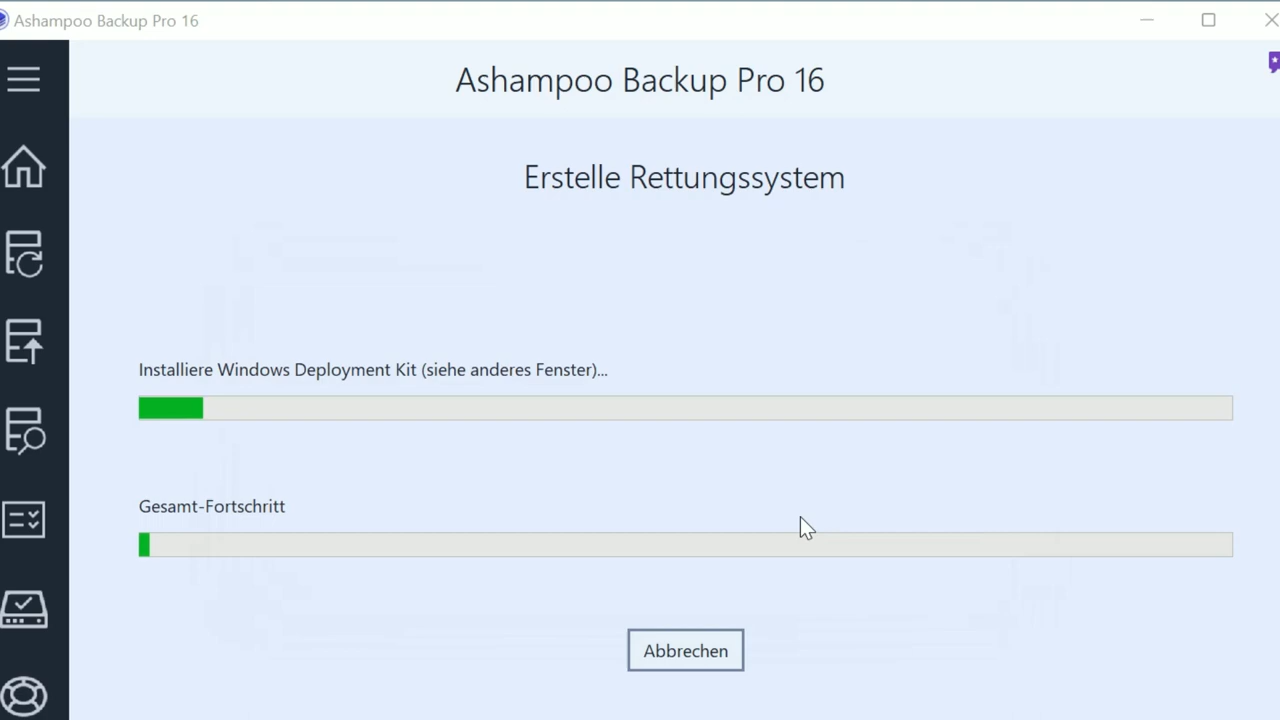 Ashampoo Backup Pro 16
Ashampoo Backup Pro 16
Erstelle Rettungssystem
Installiere Windows Deployment Kit (siehe anderes Fenster)...
Gesamt-Fortschritt
Abbrechen